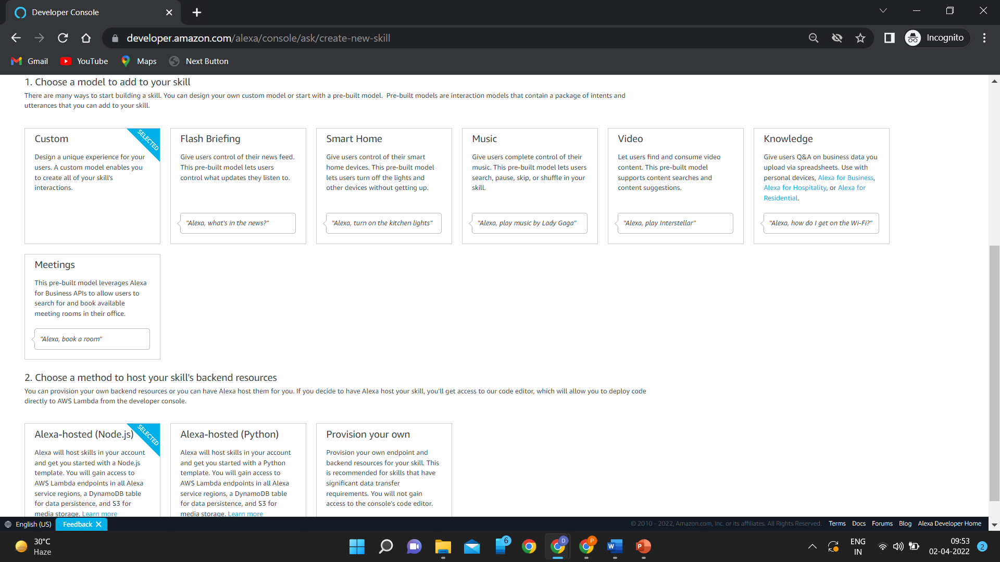 Developer Console
developer.amazon.com/alexa/console/ask/create-new-skill
Incognito
Gmail
YouTube
Maps
Next Button
1. Choose a model to add to your skill
There are many ways to start building a skill. You can design your own custom model or start with a pre-built model. Pre-built models are interaction models that contain a package of intents and
utterances that you can add to your skill.
Custom
SELECTED
Design a unique experience for your
users. A custom model enables you
to create all of your skill's
interactions.
Flash Briefing
Give users control of their news feed.
This pre-built model lets users
control what updates they listen to.
"Alexa, what's in the news?"
Smart Home
Give users control of their smart
home devices. This pre-built model
lets users turn off the lights and
other devices without getting up.
"Alexa, turn on the kitchen lights"
Music
Give users complete control of their
music. This pre-built model lets users
search, pause, skip, or shuffle in your
skill.
"Alexa, play music by Lady Gaga"
Video
Let users find and consume video
content. This pre-built model
supports content searches and
content suggestions.
"Alexa, play Interstellar"
Knowledge
Give users Q&A on business data you
upload via spreadsheets. Use with
personal devices, Alexa for Business,
Alexa for Hospitality, or Alexa for
Residential.
"Alexa, how do I get on the Wi-Fi?"
Meetings
This pre-built model leverages Alexa
for Business APIs to allow users to
search for and book available
meeting rooms in their office.
"Alexa, book a room"
2. Choose a method to host your skill's backend resources
You can provision your own backend resources or you can have Alexa host them for you. If you decide to have Alexa host your skill, you'll get access to our code editor, which will allow you to deploy code
directly to AWS Lambda from the developer console.
Alexa-hosted (Node.js)
SELECTED
Alexa will host skills in your account
and get you started with a Node.js
template. You will gain access to
AWS Lambda endpoints in all Alexa
service regions, a DynamoDB table
for data persistence, and S3 for
media storage. Learn more
Alexa-hosted (Python)
Alexa will host skills in your account
and get you started with a Python
template. You will gain access to
AWS Lambda endpoints in all Alexa
service regions, a DynamoDB table
for data persistence, and S3 for
media storage. Learn more
Provision your own
Provision your own endpoint and
backend resources for your skill. This
is recommended for skills that have
significant data transfer
requirements. You will not gain
access to the console's code editor.
English (US)
Feedback
© 2010 - 2022, Amazon.com, Inc. or its affiliates. All Rights Reserved.
Terms
Docs
Forums
Blog
Alexa Developer Home
30°C
Haze
6
D
P
W
P
ENG
IN
09:53
02-04-2022
2